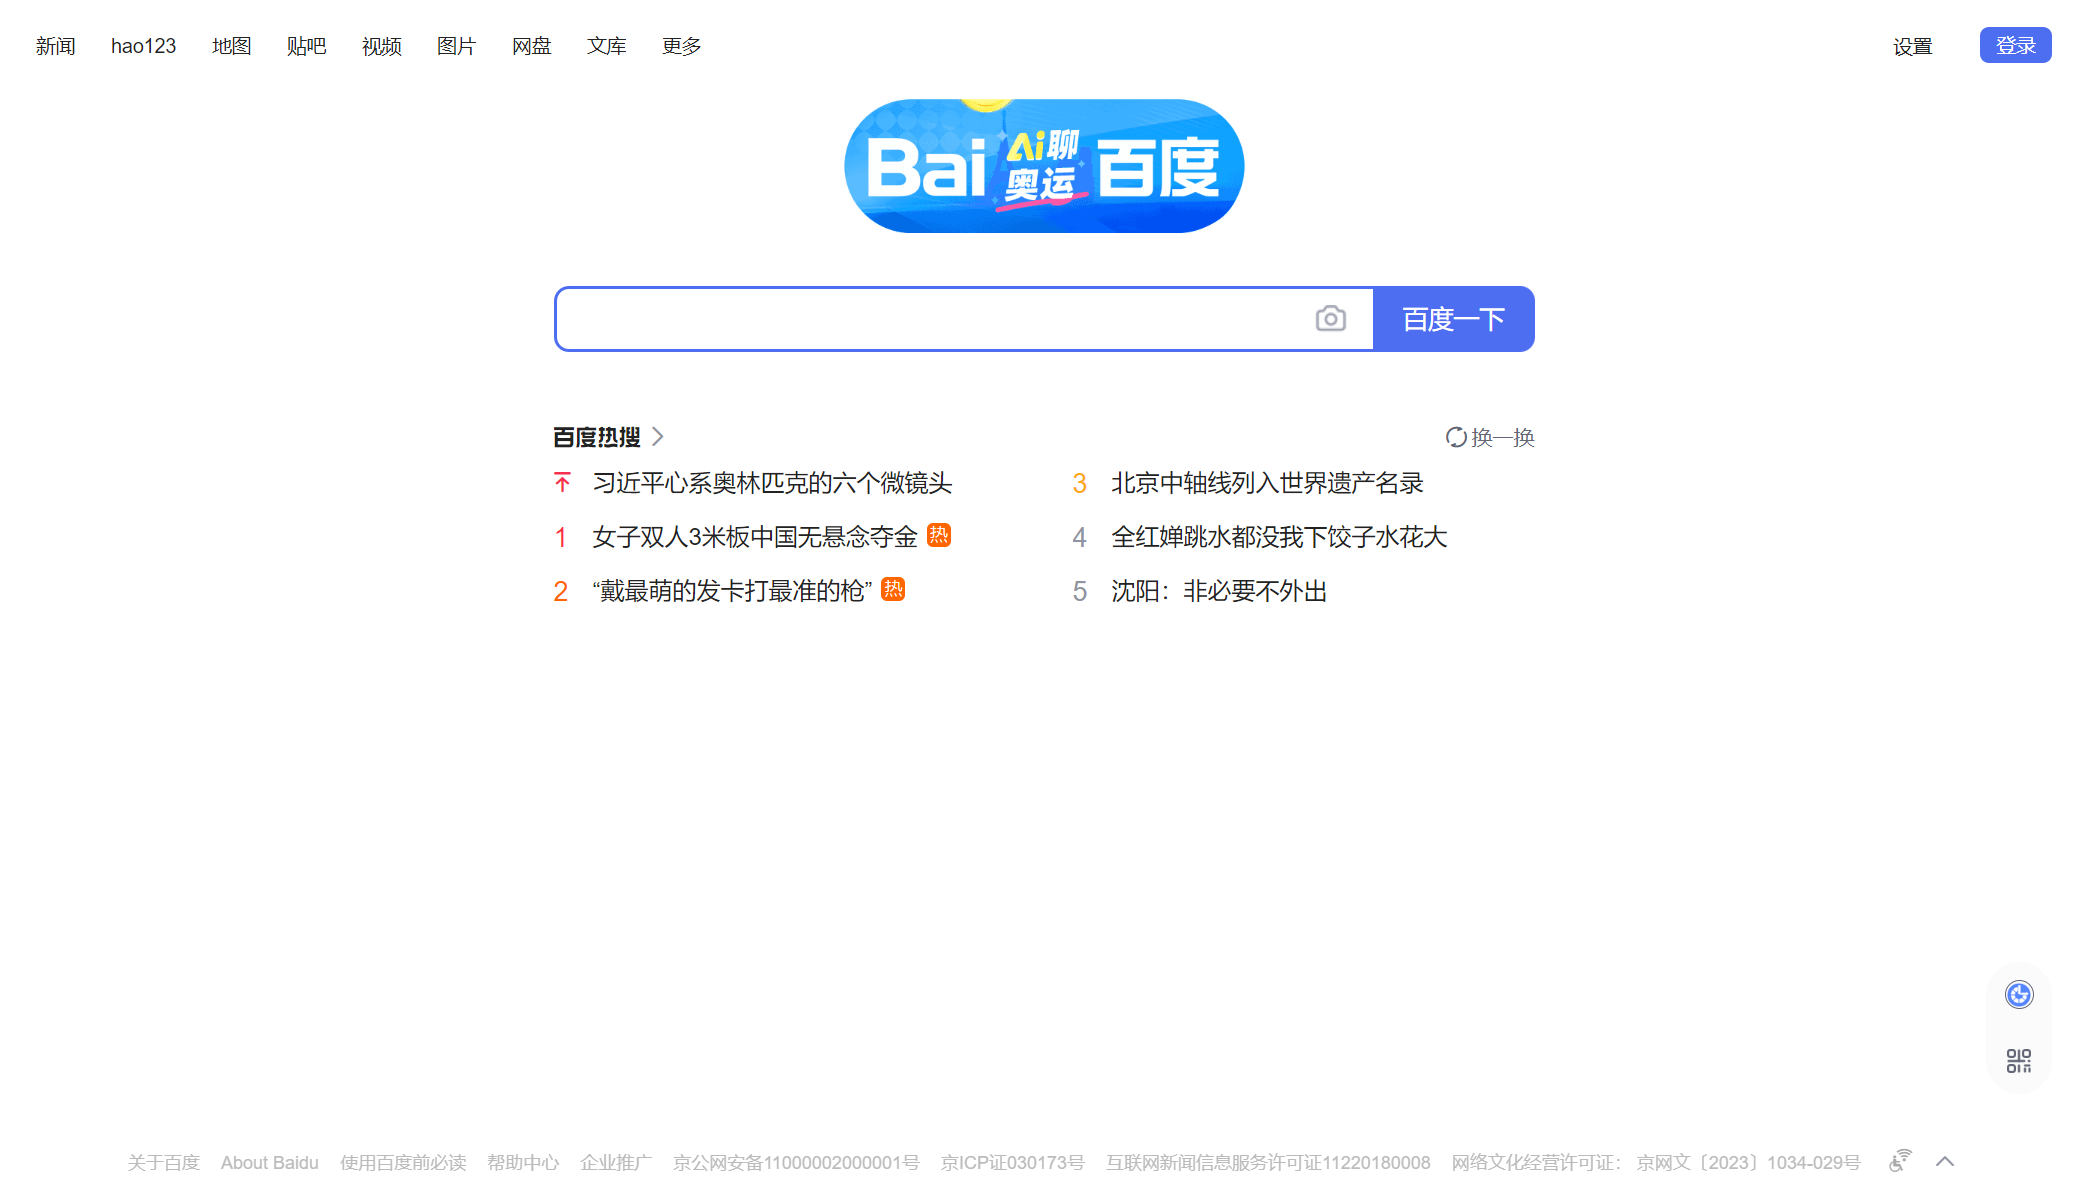 新闻 hao123 地图 贴吧 视频 图片 网盘 文库 更多 设置 登录
Bai Ai聊奥运 百度
百度一下
百度热搜 换一换
习近平心系奥林匹克的六个微镜头
1 女子双人3米板中国无悬念夺金 热
2 “戴最萌的发卡打最准的枪” 热
3 北京中轴线列入世界遗产名录
4 全红婵跳水都没我下饺子水花大
5 沈阳：非必要不外出
关于百度 About Baidu 使用百度前必读 帮助中心 企业推广 京公网安备11000002000001号 京ICP证030173号 互联网新闻信息服务许可证11220180008 网络文化经营许可证： 京网文〔2023〕1034-029号